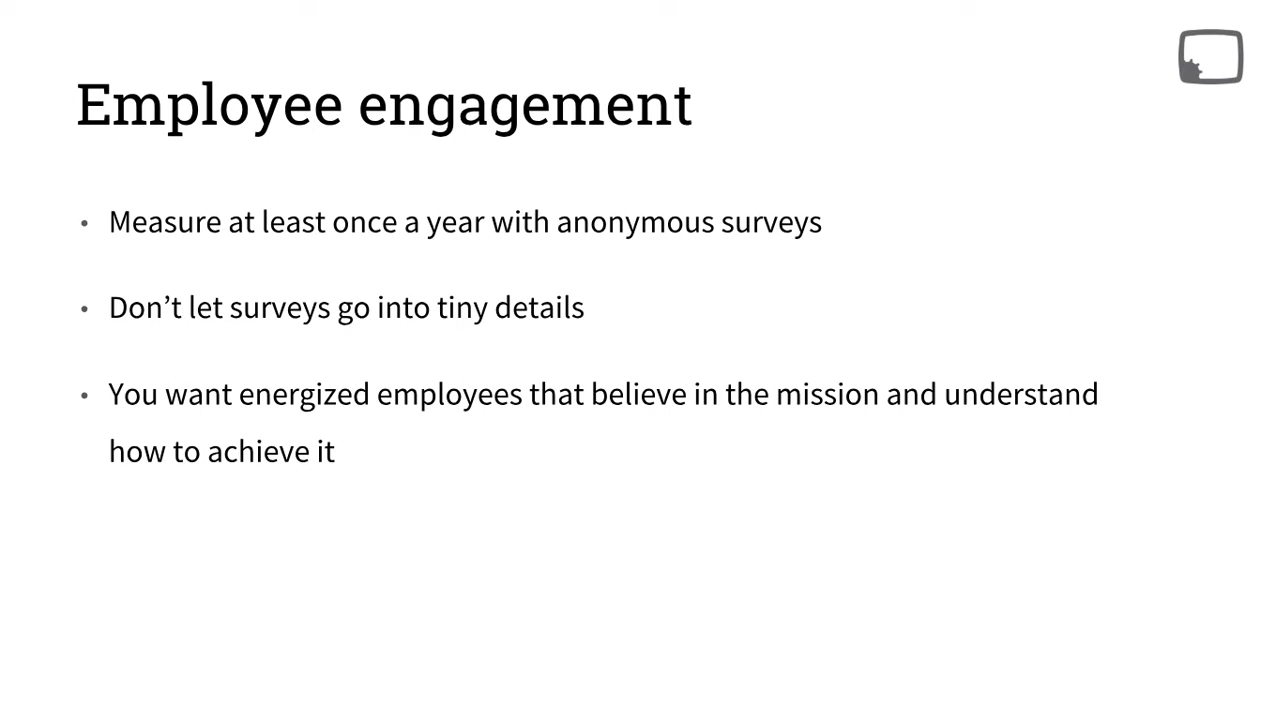 Employee engagement
• Measure at least once a year with anonymous surveys
• Don’t let surveys go into tiny details
• You want energized employees that believe in the mission and understand
how to achieve it